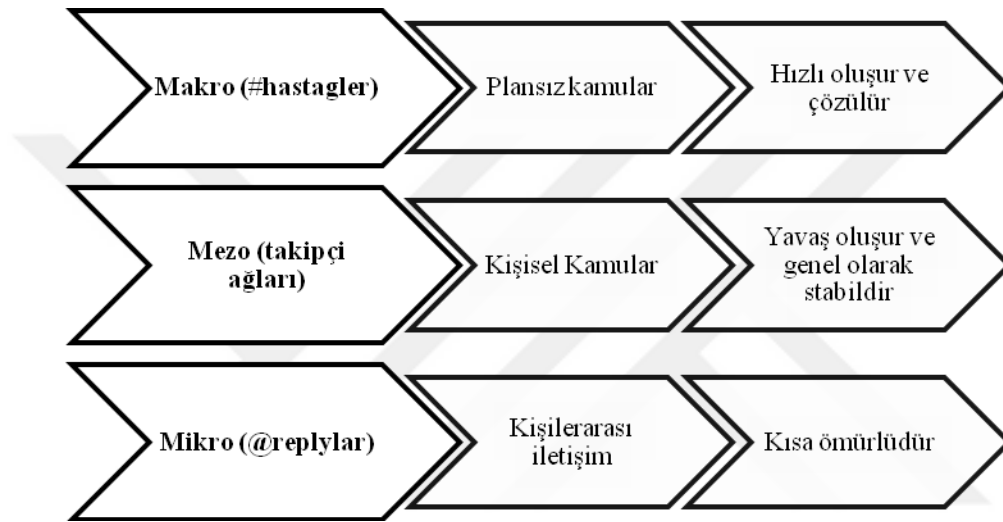 Makro (#hastagler)
Plansız kamular
Hızlı oluşur ve
çözülür
Mezo (takipçi
ağları)
Kişisel Kamular
Yavaş oluşur ve
genel olarak
stabildir
Mikro (@replylar)
Kişilerarası
iletişim
Kısa ömürlüdür